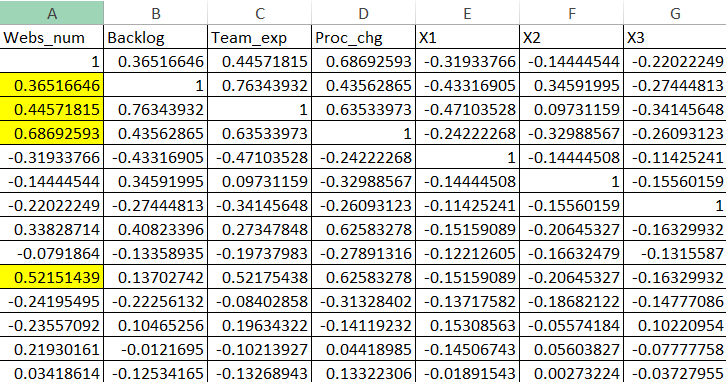 A B C D E F G
Webs_num Backlog Team_exp Proc_chg X1 X2 X3
1 0.36516646 0.44571815 0.68692593 -0.31933766 -0.14444544 -0.22022249
0.36516646 1 0.76343932 0.43562865 -0.43316905 0.34591995 -0.27444813
0.44571815 0.76343932 1 0.63533973 -0.47103528 0.09731159 -0.34145648
0.68692593 0.43562865 0.63533973 1 -0.24222268 -0.32988567 -0.26093123
-0.31933766 -0.43316905 -0.47103528 -0.24222268 1 -0.14444508 -0.11425241
-0.14444544 0.34591995 0.09731159 -0.32988567 -0.14444508 1 -0.15560159
-0.22022249 -0.27444813 -0.34145648 -0.26093123 -0.11425241 -0.15560159 1
0.33828714 0.40823396 0.27347848 0.62583278 -0.15159089 -0.20645327 -0.16329932
-0.0791864 -0.13358935 -0.19737983 -0.27891316 -0.12212605 -0.16632479 -0.1315587
0.52151439 0.13702742 0.52175438 0.62583278 -0.15159089 -0.20645327 -0.16329932
-0.24195495 -0.22256132 -0.08402858 -0.31328402 -0.13717582 -0.18682122 -0.14777086
-0.23557092 0.10465256 0.19634322 -0.14119232 0.15308563 -0.05574184 0.10220954
0.21930161 -0.0121695 -0.10213927 0.04418985 -0.14506743 0.05603827 -0.07777758
0.03418614 -0.12534165 -0.13268943 0.13322306 -0.01891543 0.00273224 -0.03727955